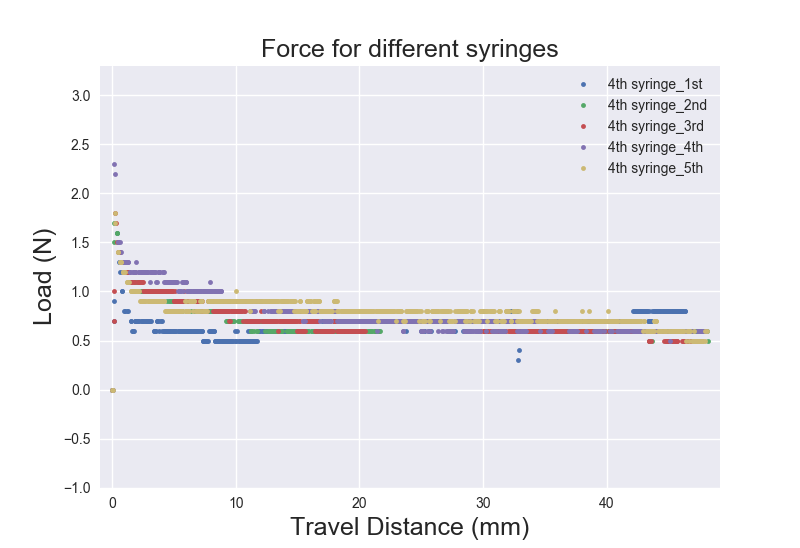 Force for different syringes
4th syringe_1st
4th syringe_2nd
4th syringe_3rd
4th syringe_4th
4th syringe_5th
Load (N)
3.0
2.5
2.0
1.5
1.0
0.5
0.0
−0.5
−1.0
0 10 20 30 40
Travel Distance (mm)